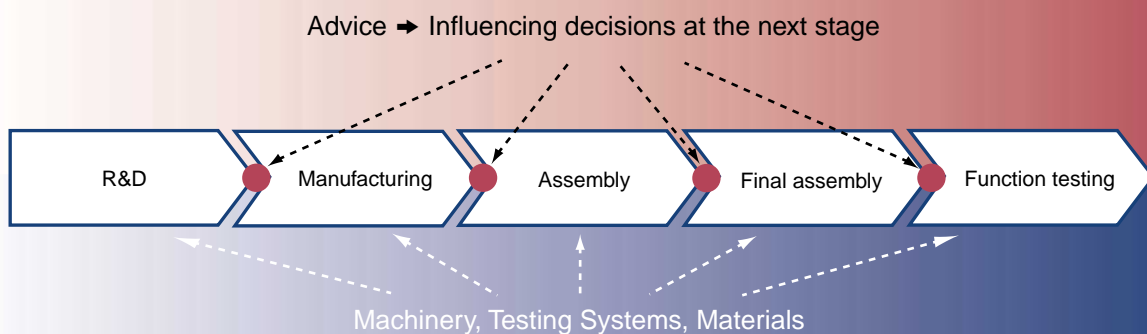 Advice ➔ Influencing decisions at the next stage
R&D
Manufacturing
Assembly
Final assembly
Function testing
Machinery, Testing Systems, Materials